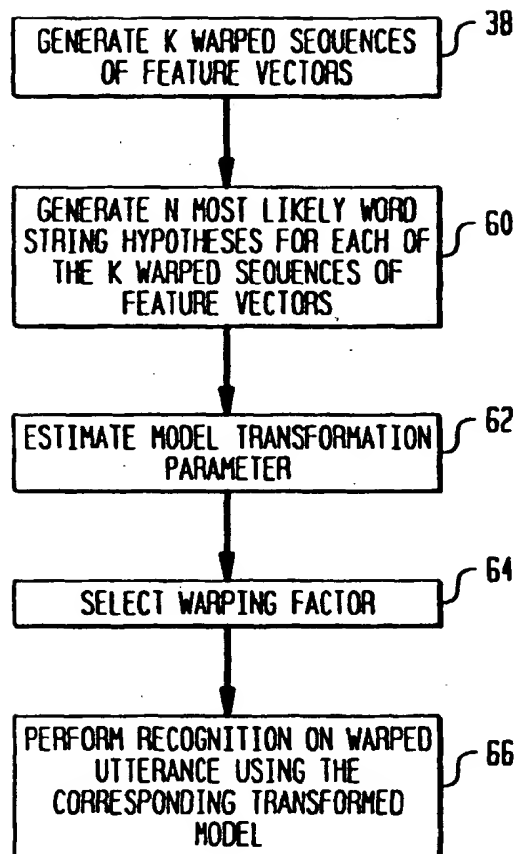 GENERATE K WARPED SEQUENCES
OF FEATURE VECTORS
38
GENERATE N MOST LIKELY WORD
STRING HYPOTHESES FOR EACH OF
THE K WARPED SEQUENCES OF
FEATURE VECTORS
60
ESTIMATE MODEL TRANSFORMATION
PARAMETER
62
SELECT WARPING FACTOR
64
PERFORM RECOGNITION ON WARPED
UTTERANCE USING THE
CORRESPONDING TRANSFORMED
MODEL
66